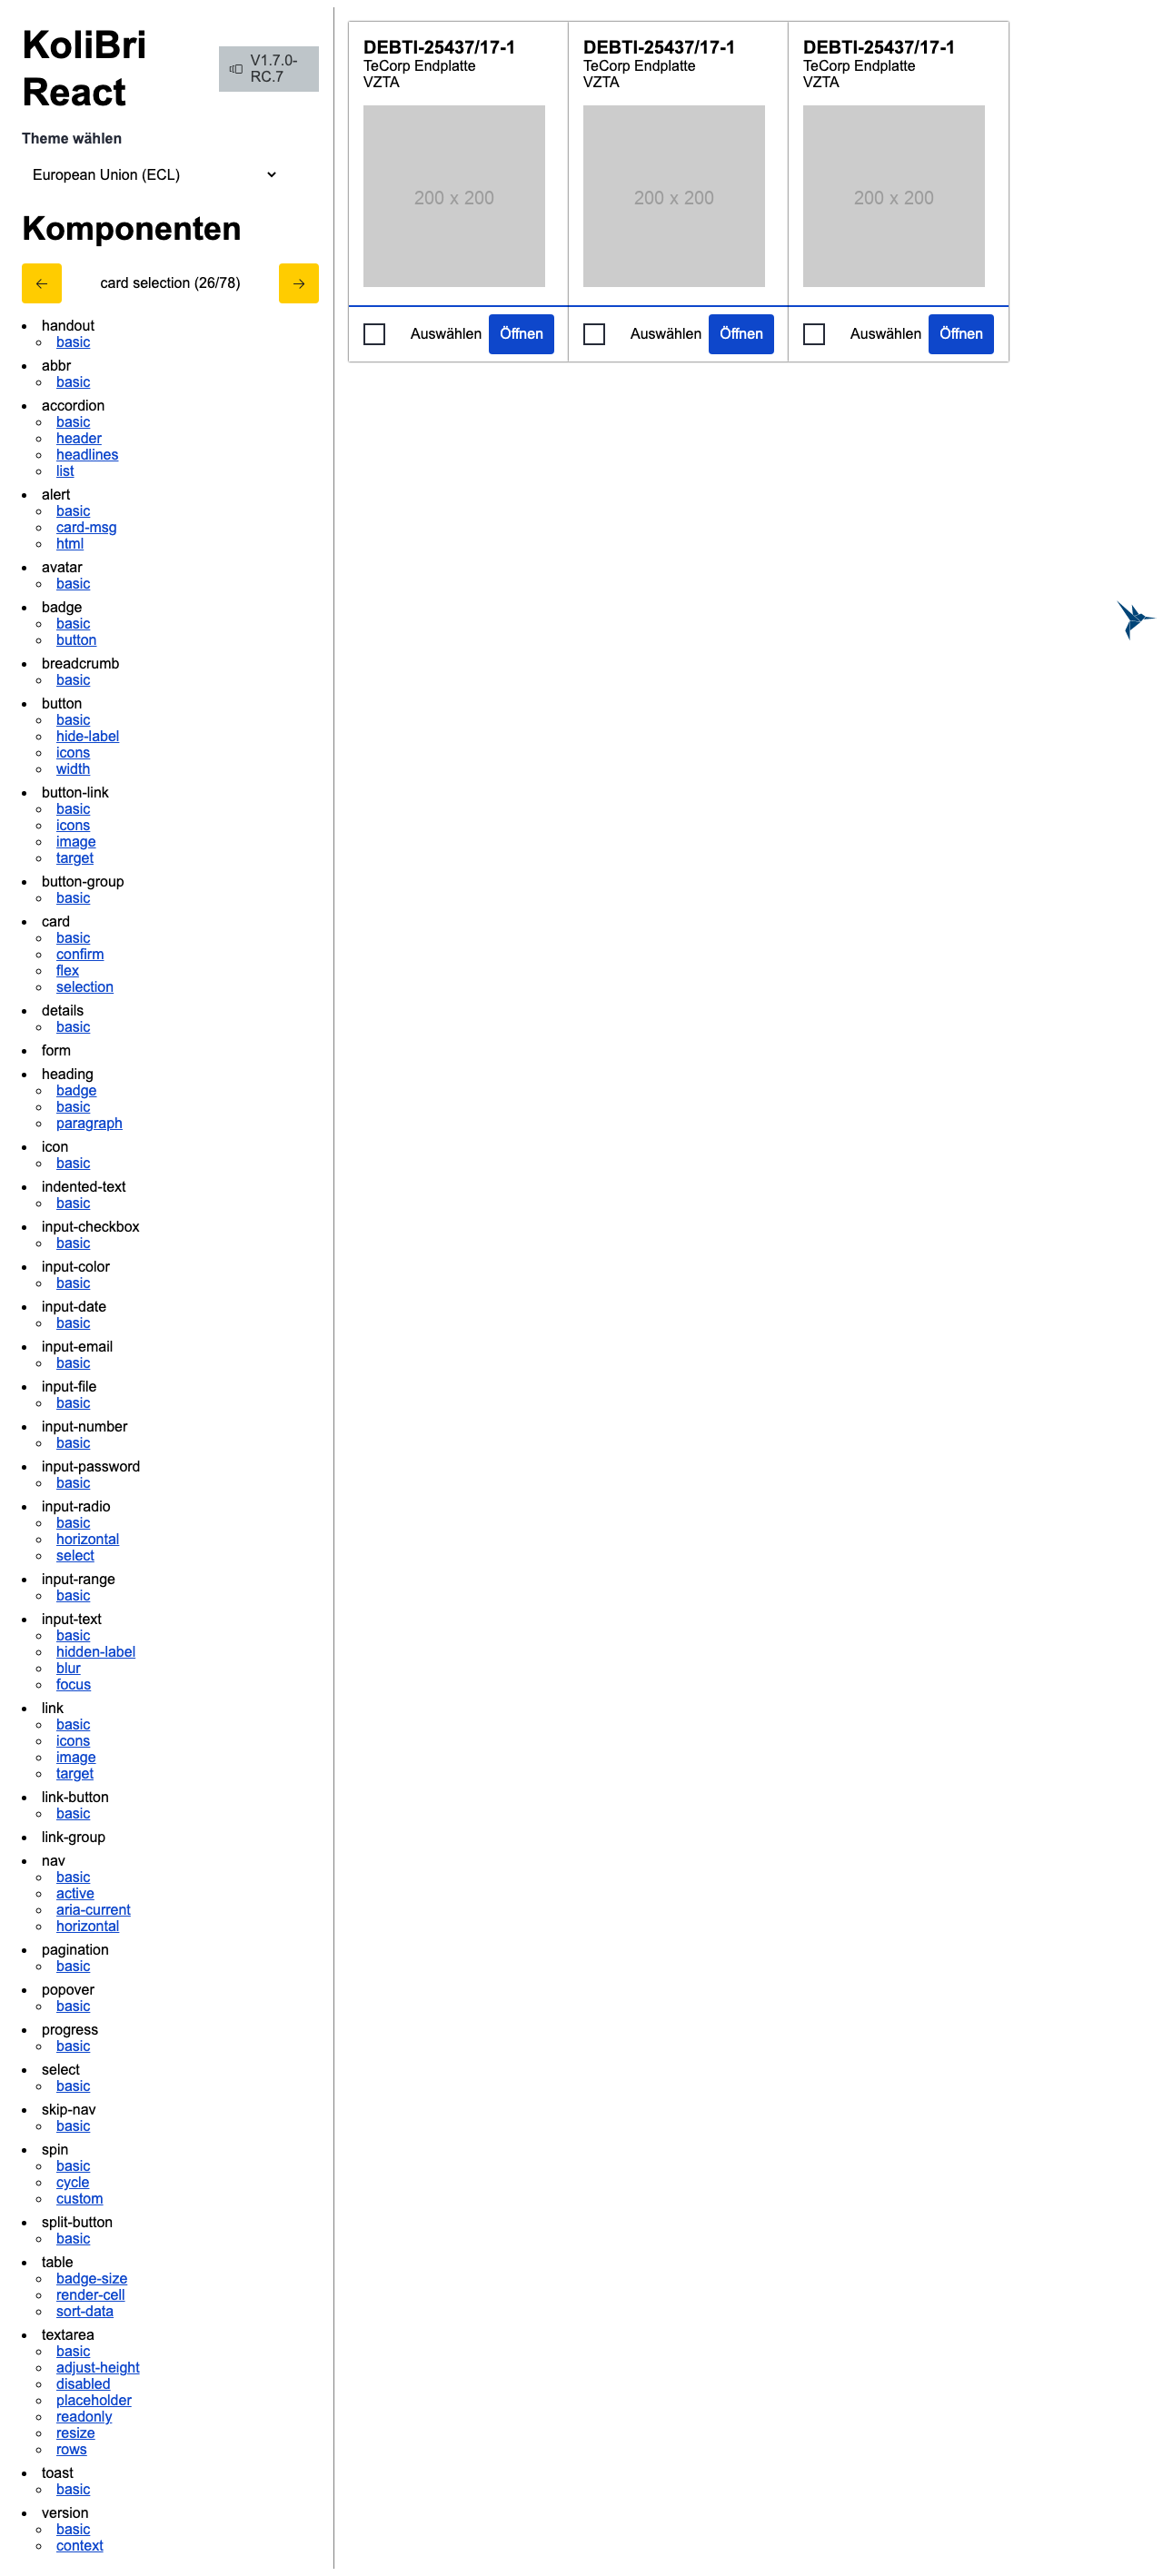 KoliBri
React
V1.7.0-
RC.7
Theme wählen
European Union (ECL)
Komponenten
card selection (26/78)
handout
basic
abbr
basic
accordion
basic
header
headlines
list
alert
basic
card-msg
html
avatar
basic
badge
basic
button
breadcrumb
basic
button
basic
hide-label
icons
width
button-link
basic
icons
image
target
button-group
basic
card
basic
confirm
flex
selection
details
basic
form
heading
badge
basic
paragraph
icon
basic
indented-text
basic
input-checkbox
basic
input-color
basic
input-date
basic
input-email
basic
input-file
basic
input-number
basic
input-password
basic
input-radio
basic
horizontal
select
input-range
basic
input-text
basic
hidden-label
blur
focus
link
basic
icons
image
target
link-button
basic
link-group
nav
basic
active
aria-current
horizontal
pagination
basic
popover
basic
progress
basic
select
basic
skip-nav
basic
spin
basic
cycle
custom
split-button
basic
table
badge-size
render-cell
sort-data
textarea
basic
adjust-height
disabled
placeholder
readonly
resize
rows
toast
basic
version
basic
context
DEBTI-25437/17-1
TeCorp Endplatte
VZTA
200 x 200
Auswählen Öffnen
DEBTI-25437/17-1
TeCorp Endplatte
VZTA
200 x 200
Auswählen Öffnen
DEBTI-25437/17-1
TeCorp Endplatte
VZTA
200 x 200
Auswählen Öffnen